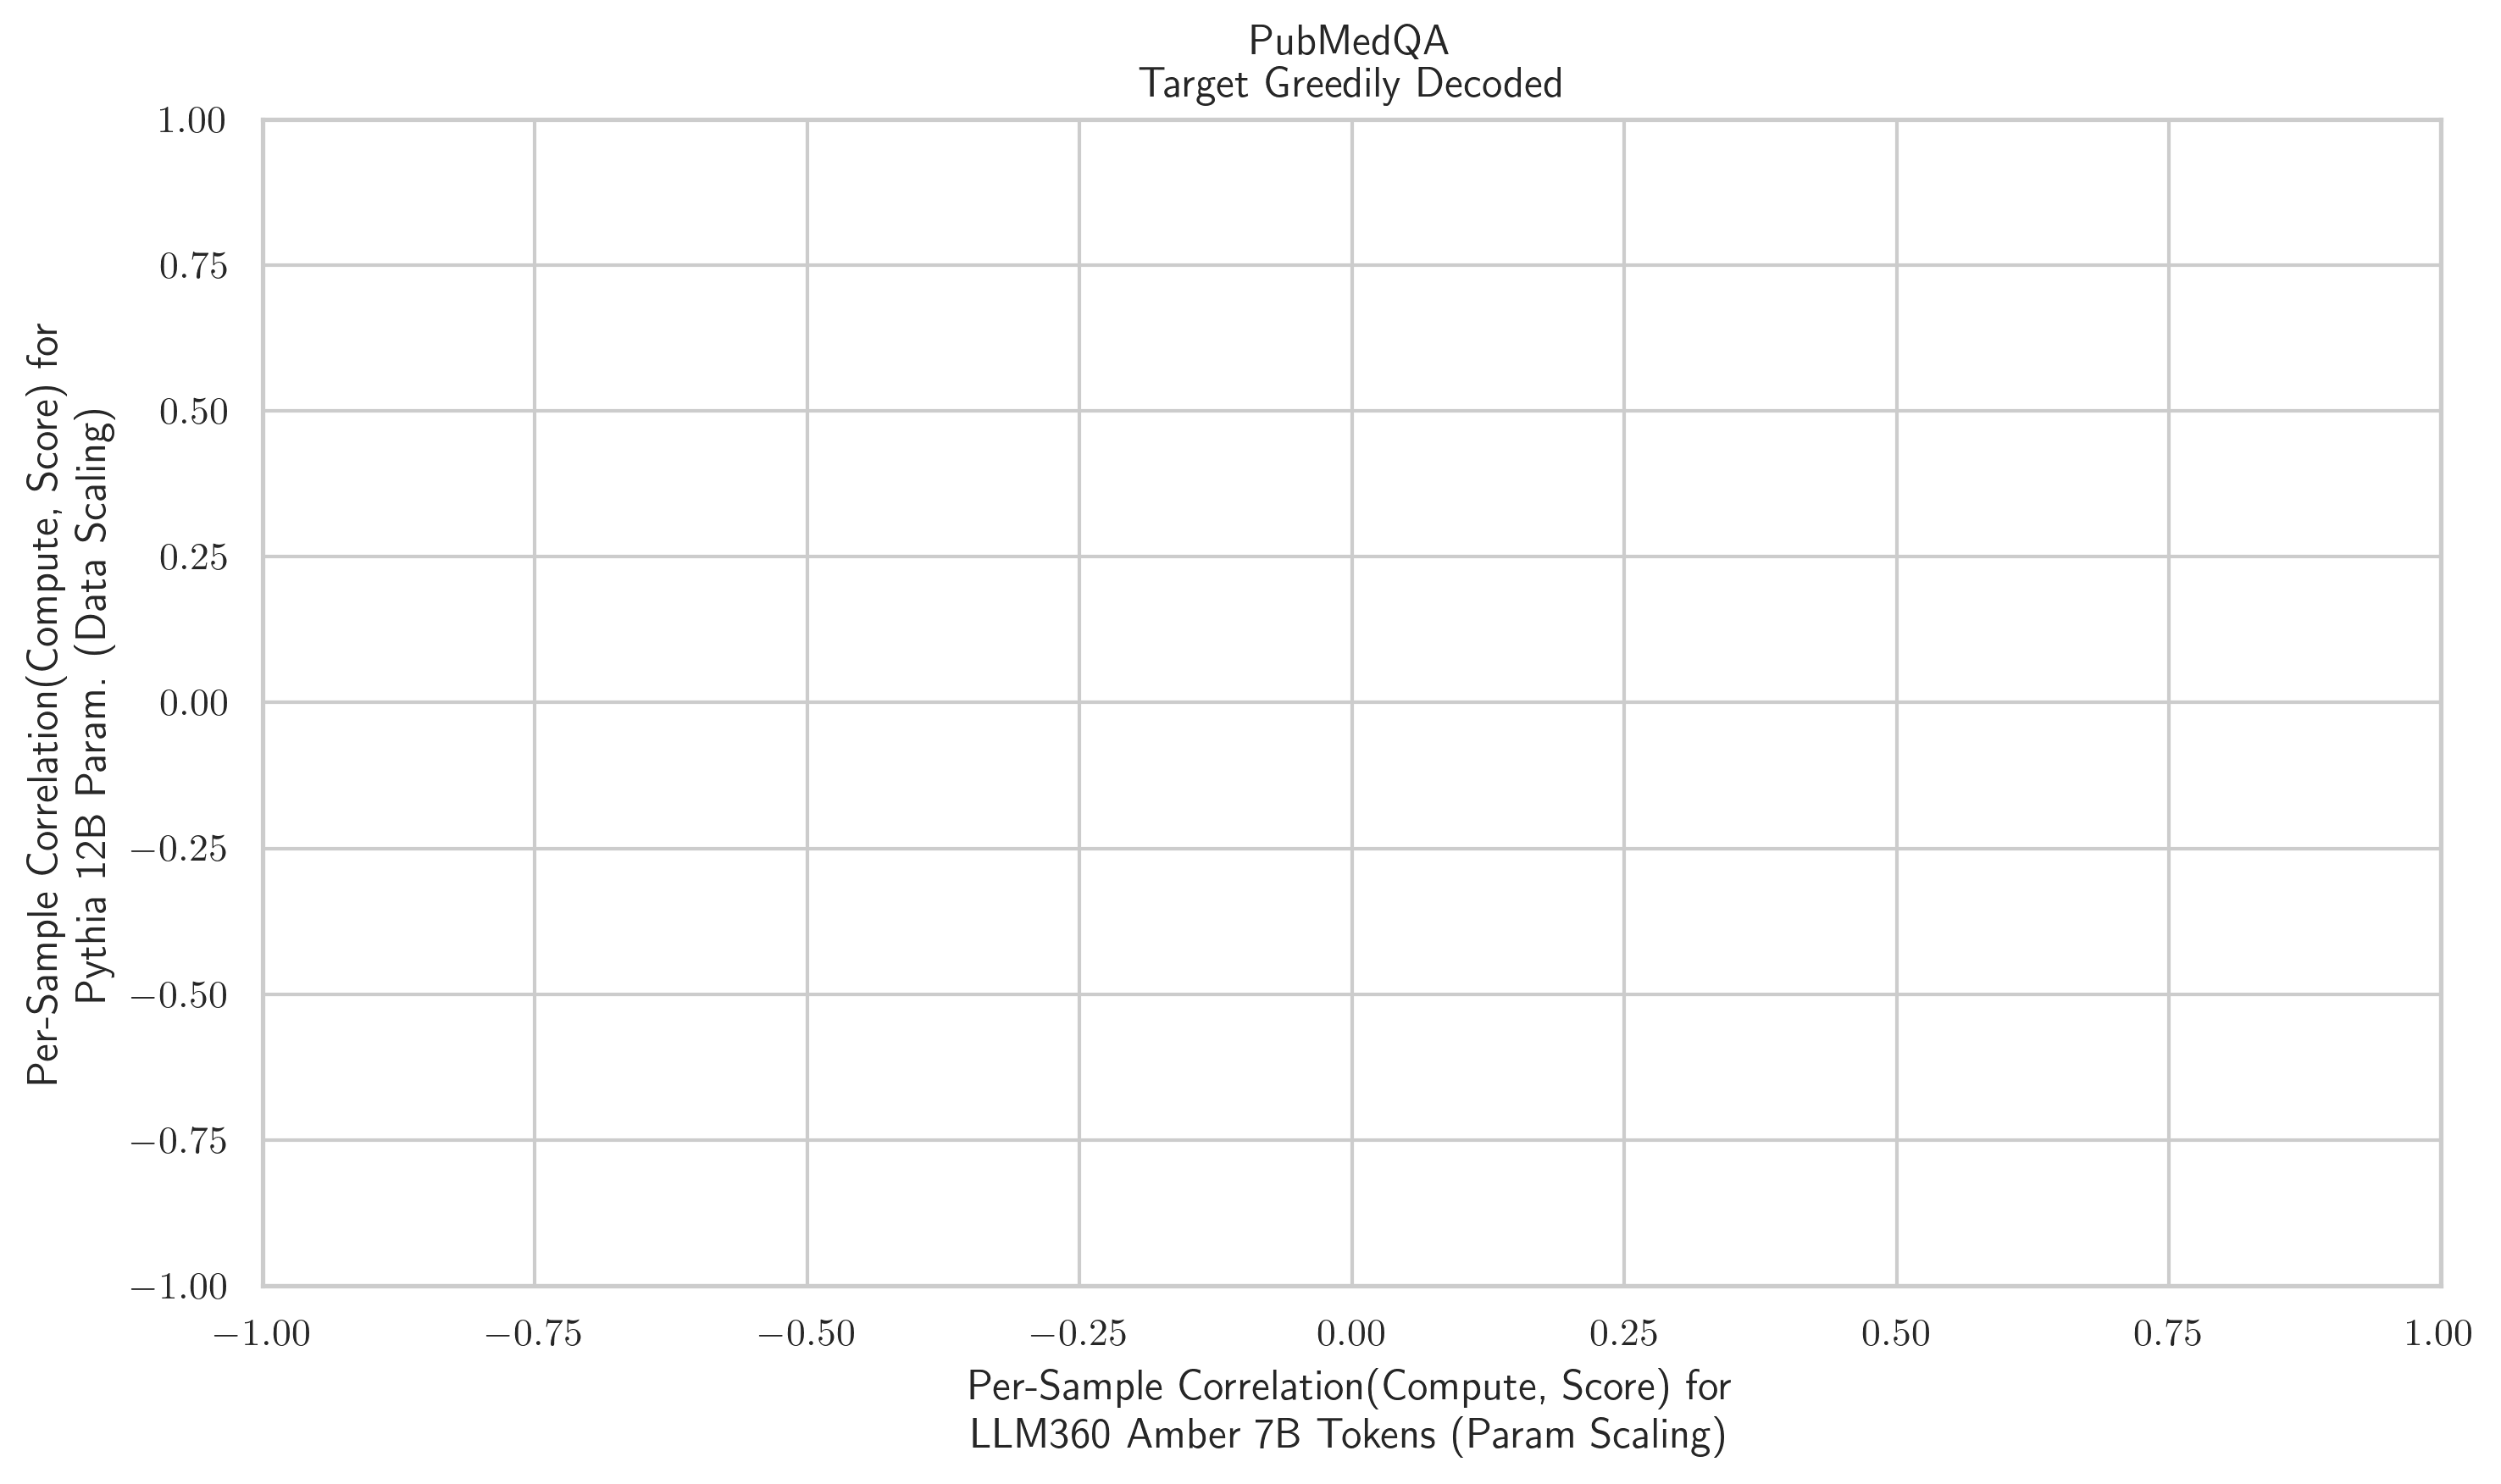 PubMedQA
Target Greedily Decoded
1.00
0.75
0.50
0.25
0.00
−0.25
−0.50
−0.75
−1.00
Per-Sample Correlation(Compute, Score) for
Pythia 12B Param. (Data Scaling)
−1.00 −0.75 −0.50 −0.25 0.00 0.25 0.50 0.75 1.00
Per-Sample Correlation(Compute, Score) for
LLM360 Amber 7B Tokens (Param Scaling)